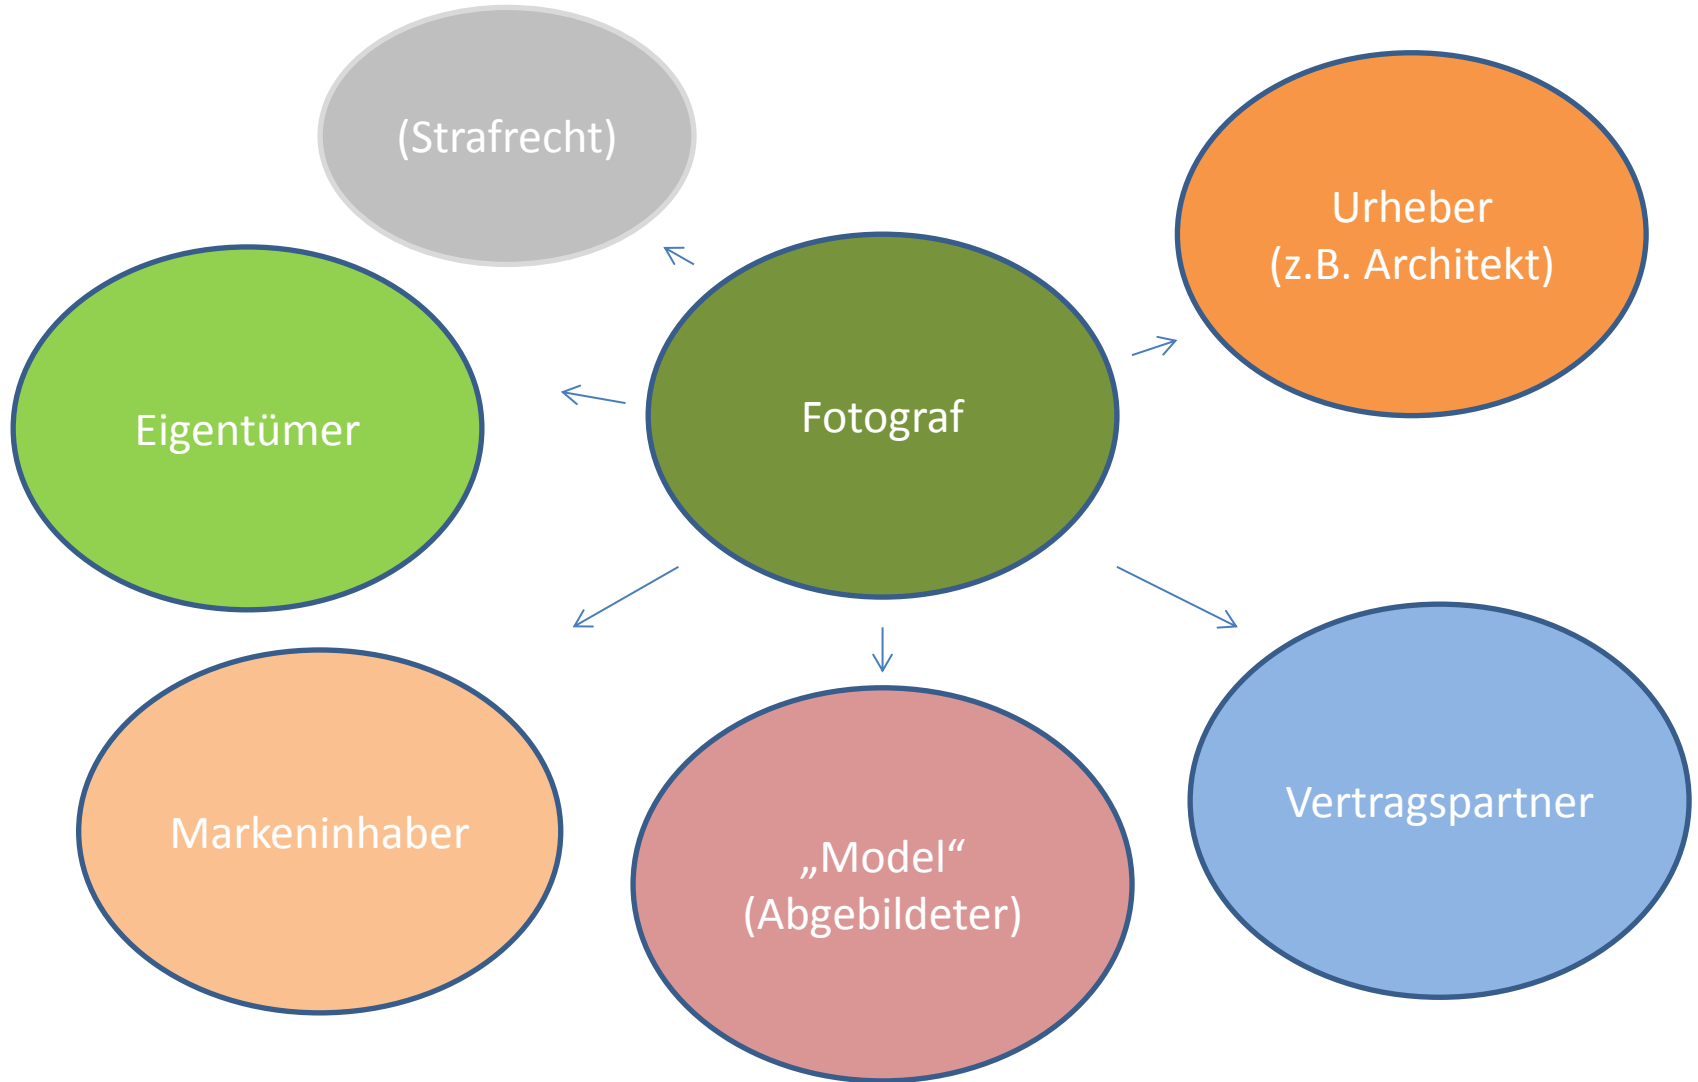 (Strafrecht)
Urheber
(z.B. Architekt)
Eigentümer
Fotograf
Markeninhaber
„Model“
(Abgebildeter)
Vertragspartner